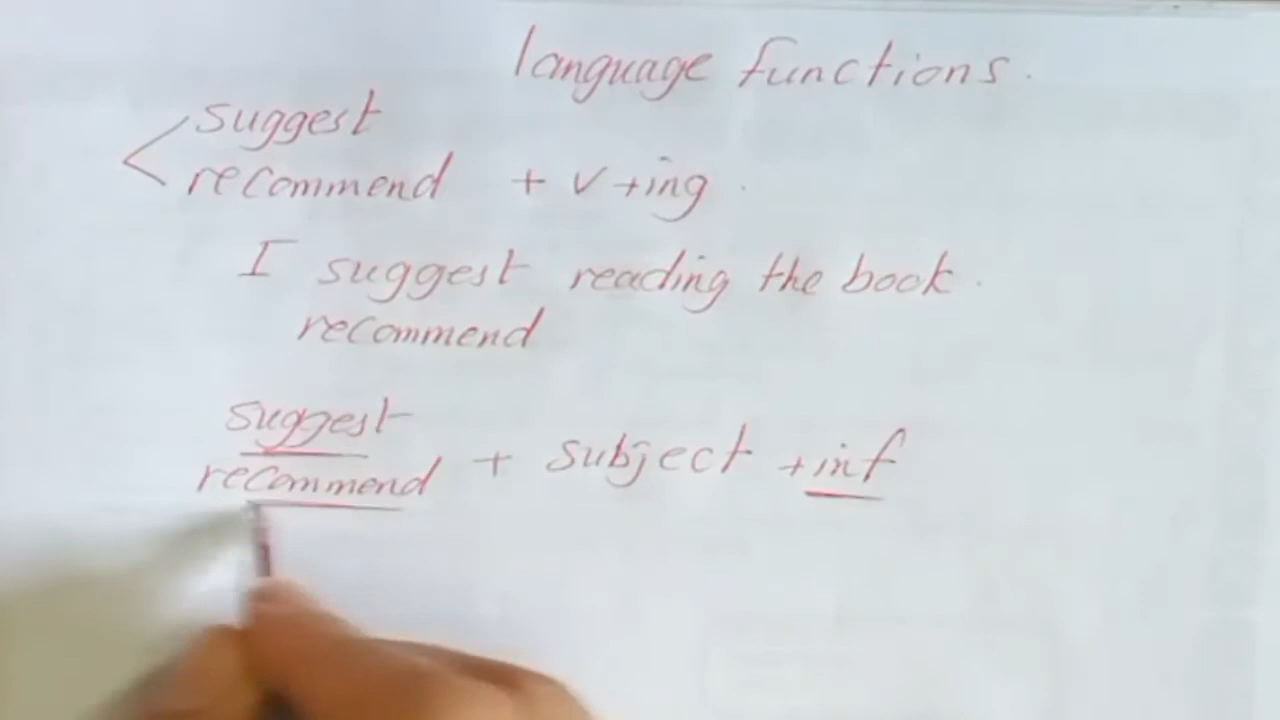 language functions.
suggest
recommend + V+ing.
I suggest reading the book.
recommend
suggest
recommend + subject + inf